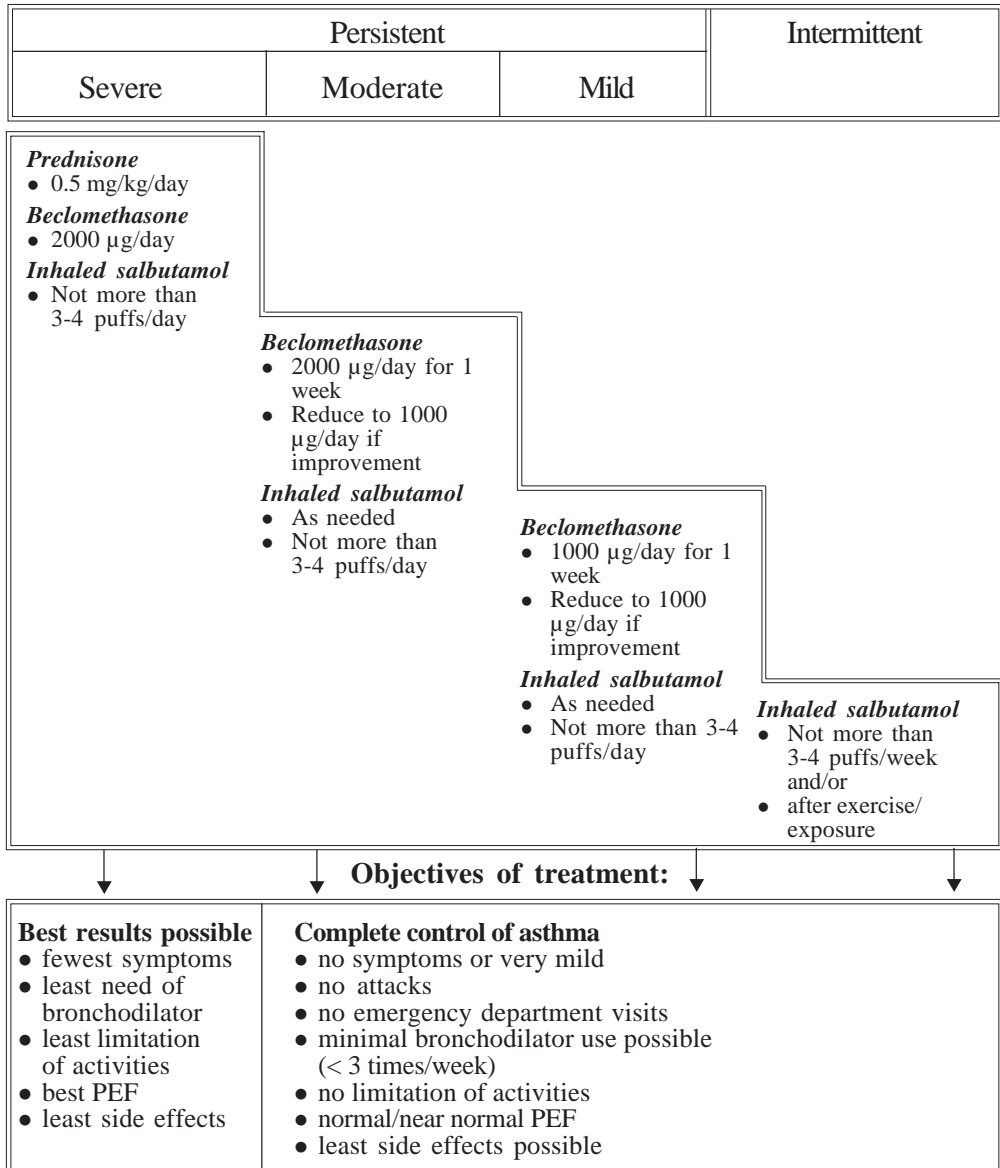 Persistent
Intermittent
Severe
Moderate
Mild
Prednisone
● 0.5 mg/kg/day
Beclomethasone
● 2000 µg/day
Inhaled salbutamol
● Not more than
3-4 puffs/day
Beclomethasone
● 2000 µg/day for 1
week
● Reduce to 1000
µg/day if
improvement
Inhaled salbutamol
● As needed
● Not more than
3-4 puffs/day
Beclomethasone
● 1000 µg/day for 1
week
● Reduce to 1000
µg/day if
improvement
Inhaled salbutamol
● As needed
● Not more than 3-4
puffs/day
Inhaled salbutamol
● Not more than
3-4 puffs/week
and/or
● after exercise/
exposure
Objectives of treatment:
Best results possible
● fewest symptoms
● least need of
bronchodilator
● least limitation
of activities
● best PEF
● least side effects
Complete control of asthma
● no symptoms or very mild
● no attacks
● no emergency department visits
● minimal bronchodilator use possible
(< 3 times/week)
● no limitation of activities
● normal/near normal PEF
● least side effects possible